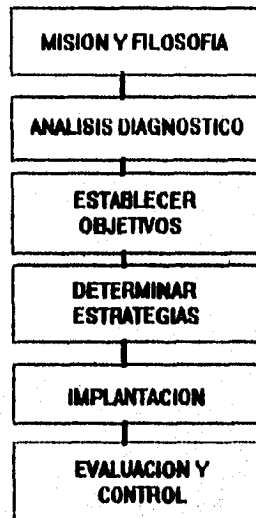 MISION Y FILOSOFIA
ANALISIS DIAGNOSTICO
ESTABLECER
OBJETIVOS
DETERMINAR
ESTRATEGIAS
IMPLANTACION
EVALUACION Y
CONTROL